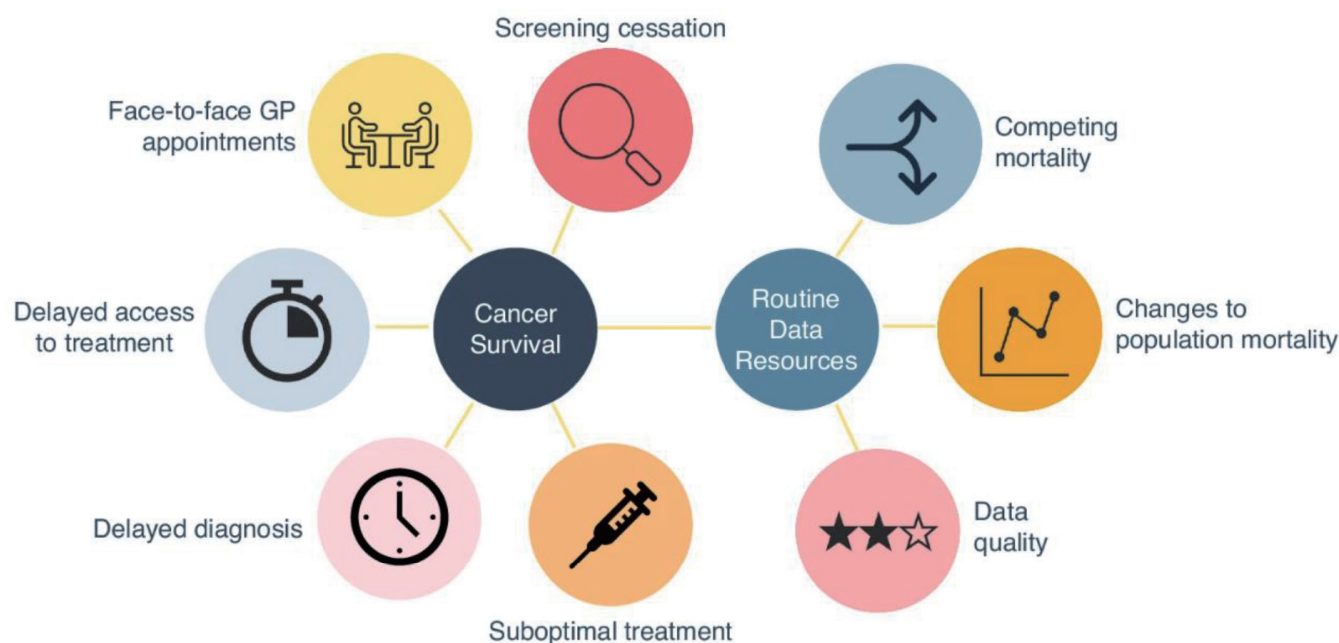 Screening cessation
Face-to-face GP
appointments
Competing
mortality
Delayed access
to treatment
Cancer
Survival
Routine
Data
Resources
Changes to
population mortality
Delayed diagnosis
Data
quality
Suboptimal treatment